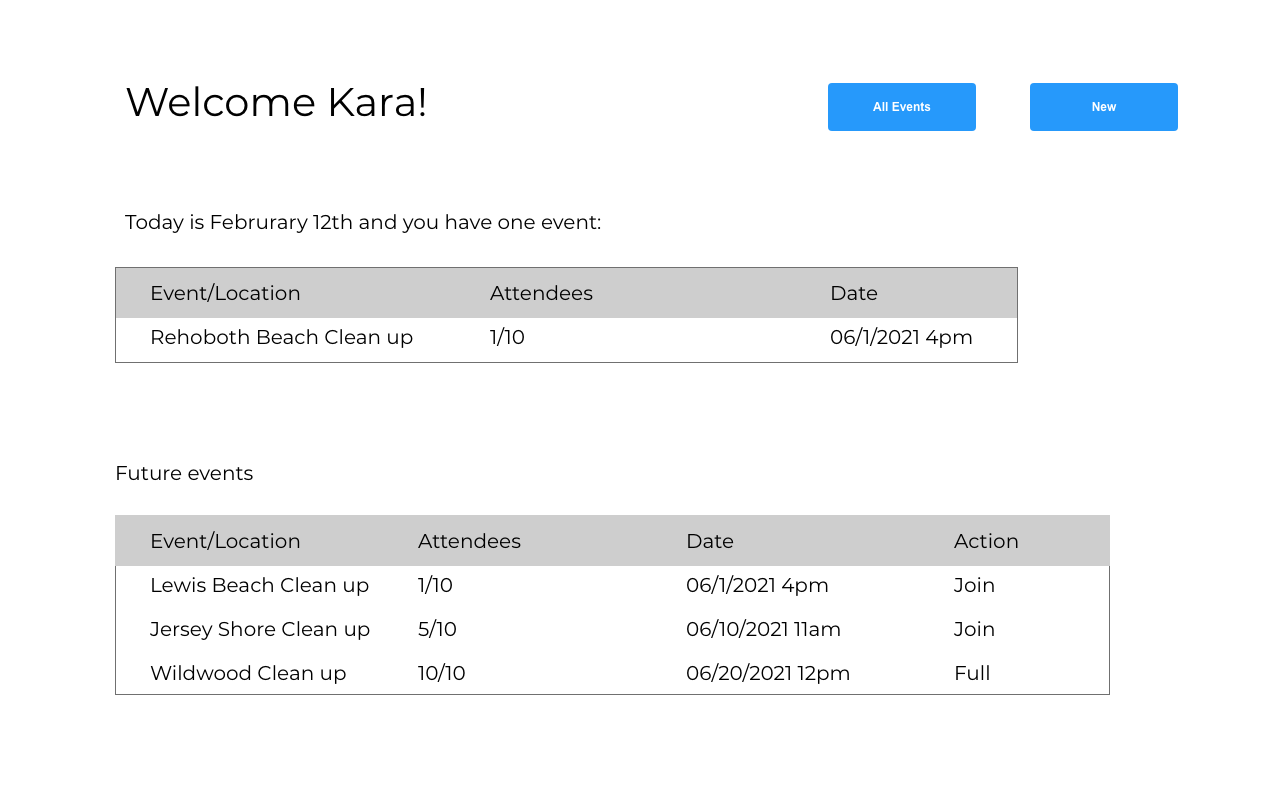 Welcome Kara! All Events New
Today is Februrary 12th and you have one event:
Event/Location Attendees Date
Rehoboth Beach Clean up 1/10 06/1/2021 4pm
Future events
Event/Location Attendees Date Action
Lewis Beach Clean up 1/10 06/1/2021 4pm Join
Jersey Shore Clean up 5/10 06/10/2021 11am Join
Wildwood Clean up 10/10 06/20/2021 12pm Full